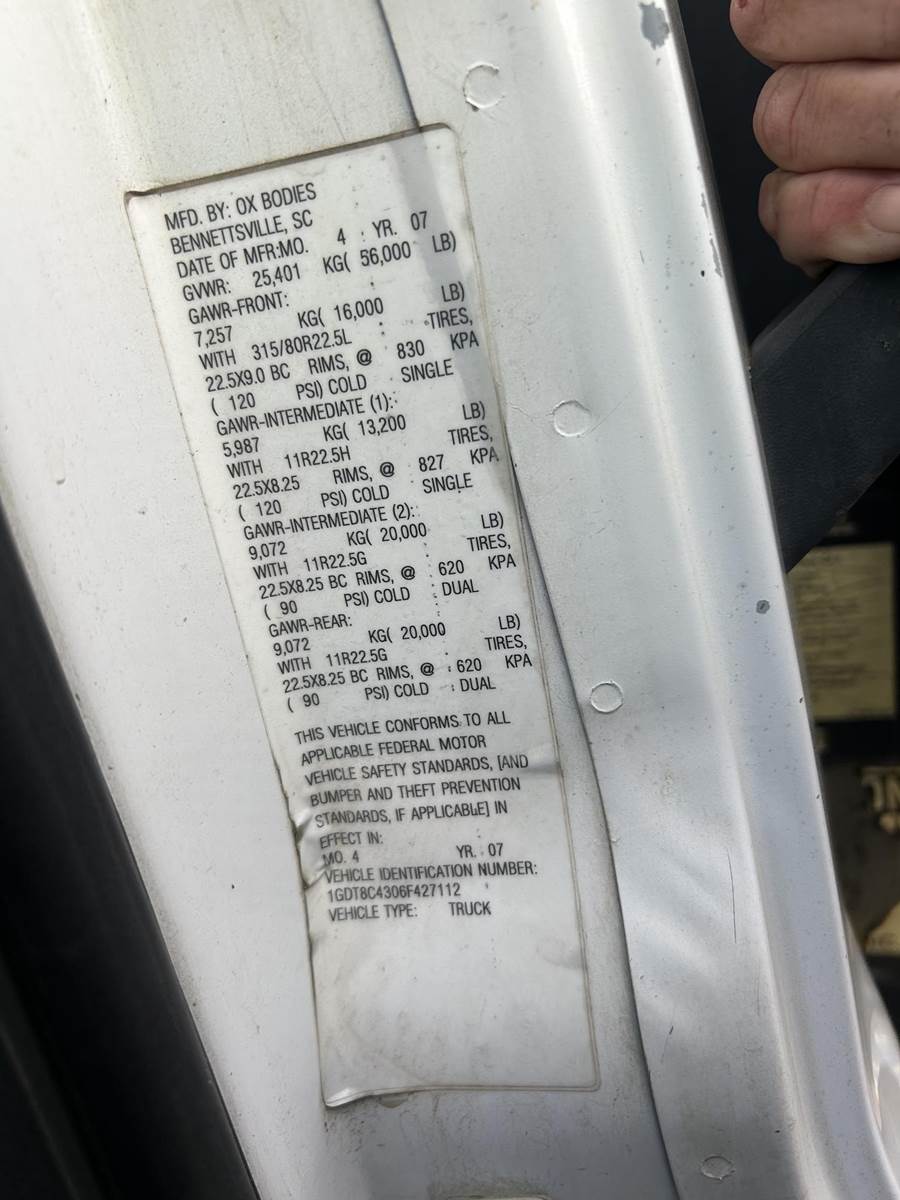 MFD. BY: OX BODIES
BENNETTSVILLE, SC
DATE OF MFR:MO. 4 YR. 07
GVWR: 25,401 KG( 56,000 LB)
GAWR-FRONT:
7,257 KG( 16,000 LB)
WITH 315/80R22.5L TIRES,
22.5X9.0 BC RIMS, @ 830 KPA
( 120 PSI) COLD SINGLE
GAWR-INTERMEDIATE (1):
5,987 KG( 13,200 LB)
WITH 11R22.5H TIRES,
22.5X8.25 RIMS, @ 827 KPA
( 120 PSI) COLD SINGLE
GAWR-INTERMEDIATE (2):
9,072 KG( 20,000 LB)
WITH 11R22.5G TIRES,
22.5X8.25 BC RIMS, @ 620 KPA
( 90 PSI) COLD DUAL
GAWR-REAR:
9,072 KG( 20,000 LB)
WITH 11R22.5G TIRES,
22.5X8.25 BC RIMS, @ 620 KPA
( 90 PSI) COLD DUAL
THIS VEHICLE CONFORMS TO ALL
APPLICABLE FEDERAL MOTOR
VEHICLE SAFETY STANDARDS, [AND
BUMPER AND THEFT PREVENTION
STANDARDS, IF APPLICABLE] IN
EFFECT IN:
MO. 4 YR. 07
VEHICLE IDENTIFICATION NUMBER:
1GDT8C4306F427112
VEHICLE TYPE: TRUCK